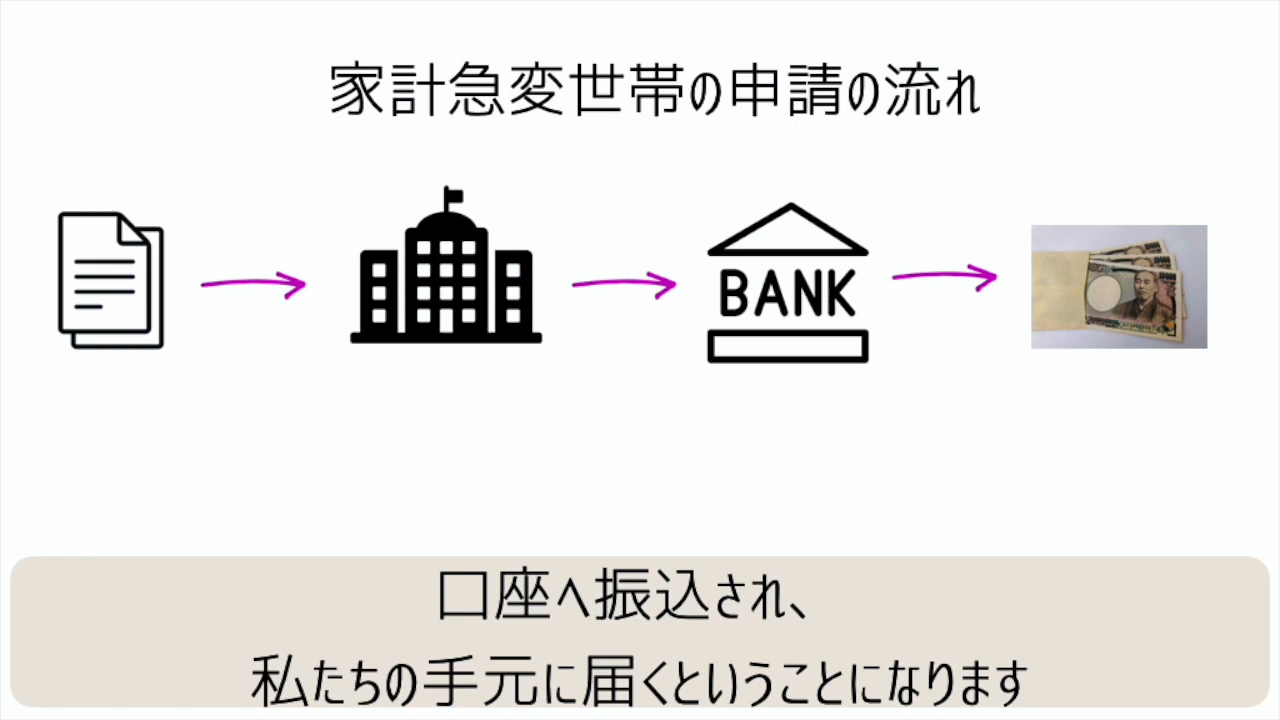 家計急変世帯の申請の流れ
BANK
口座へ振込され、
私たちの手元に届くということになります